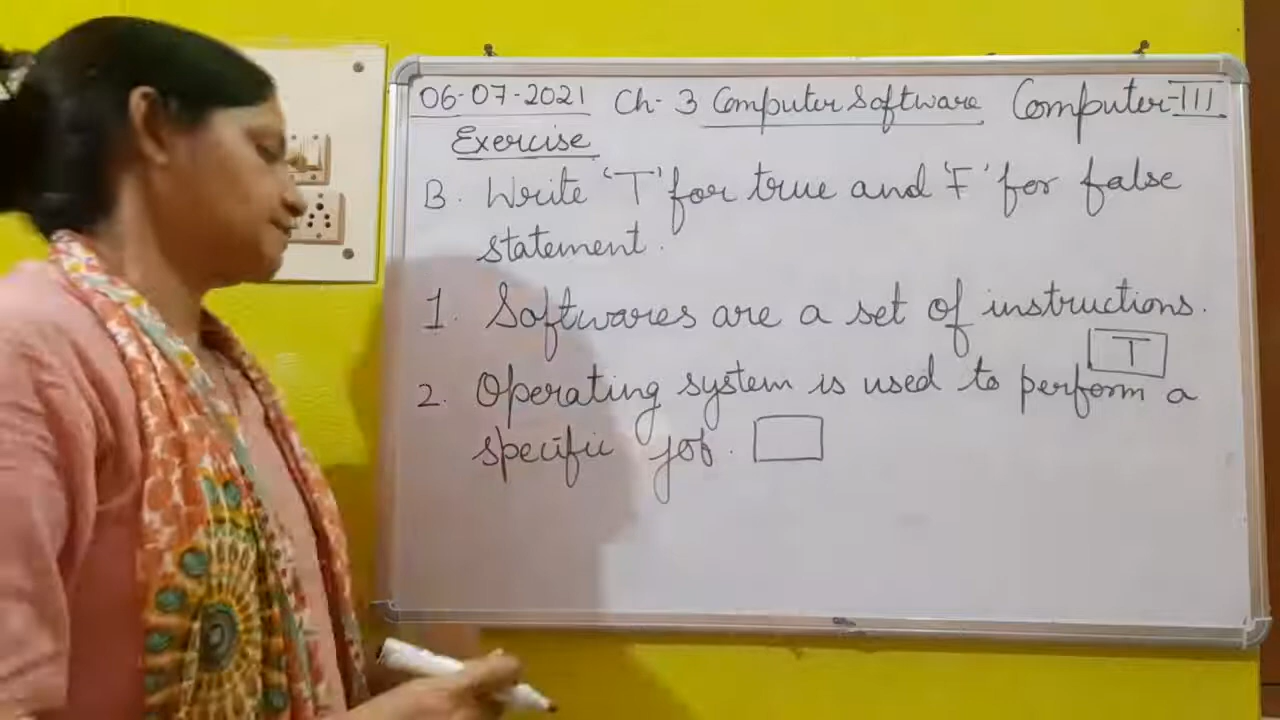 06-07-2021 Ch-3 Computer Software Computer-III
Exercise
B. Write 'T' for true and 'F' for false
statement.
1. Softwares are a set of instructions.
T
2. Operating system is used to perform a
specific job.